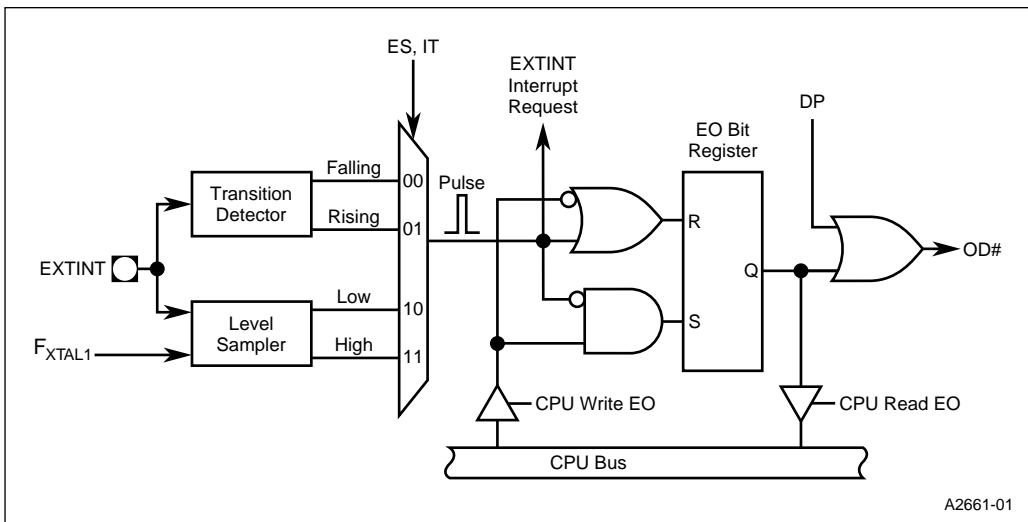 ES, IT
EXTINT
Interrupt
Request
DP
EO Bit
Register
Falling
00
Pulse
Transition
Detector
Rising
01
R
EXTINT
Q
OD#
Low
10
Level
Sampler
High
11
S
FXTAL1
CPU Write EO
CPU Read EO
CPU Bus
A2661-01